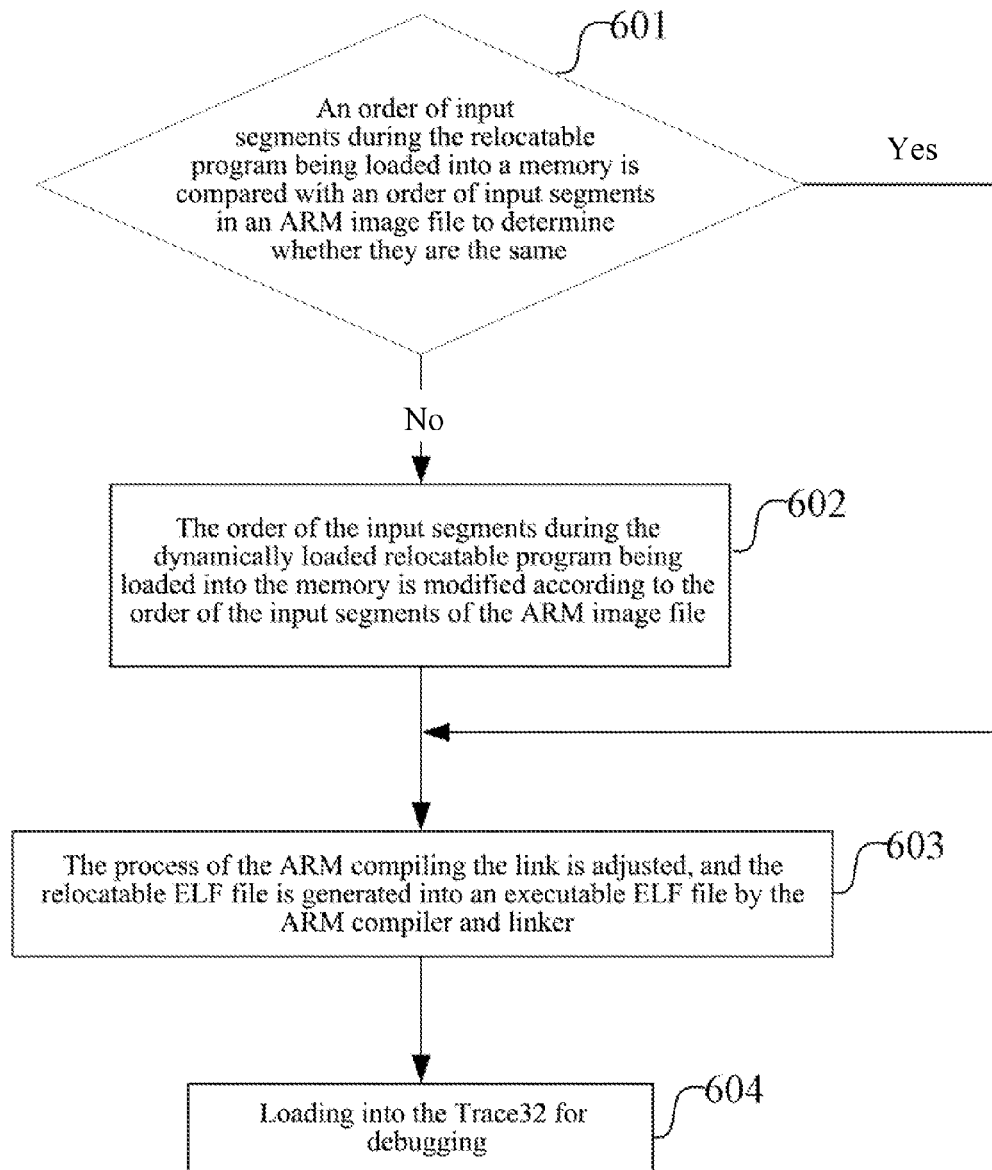 601
An order of input
segments during the relocatable
program being loaded into a memory is
compared with an order of input segments
in an ARM image file to determine
whether they are the same
Yes
No
602
The order of the input segments during the
dynamically loaded relocatable program being
loaded into the memory is modified according to the
order of the input segments of the ARM image file
603
The process of the ARM compiling the link is adjusted, and the
relocatable ELF file is generated into an executable ELF file by the
ARM compiler and linker
604
Loading into the Trace32 for
debugging